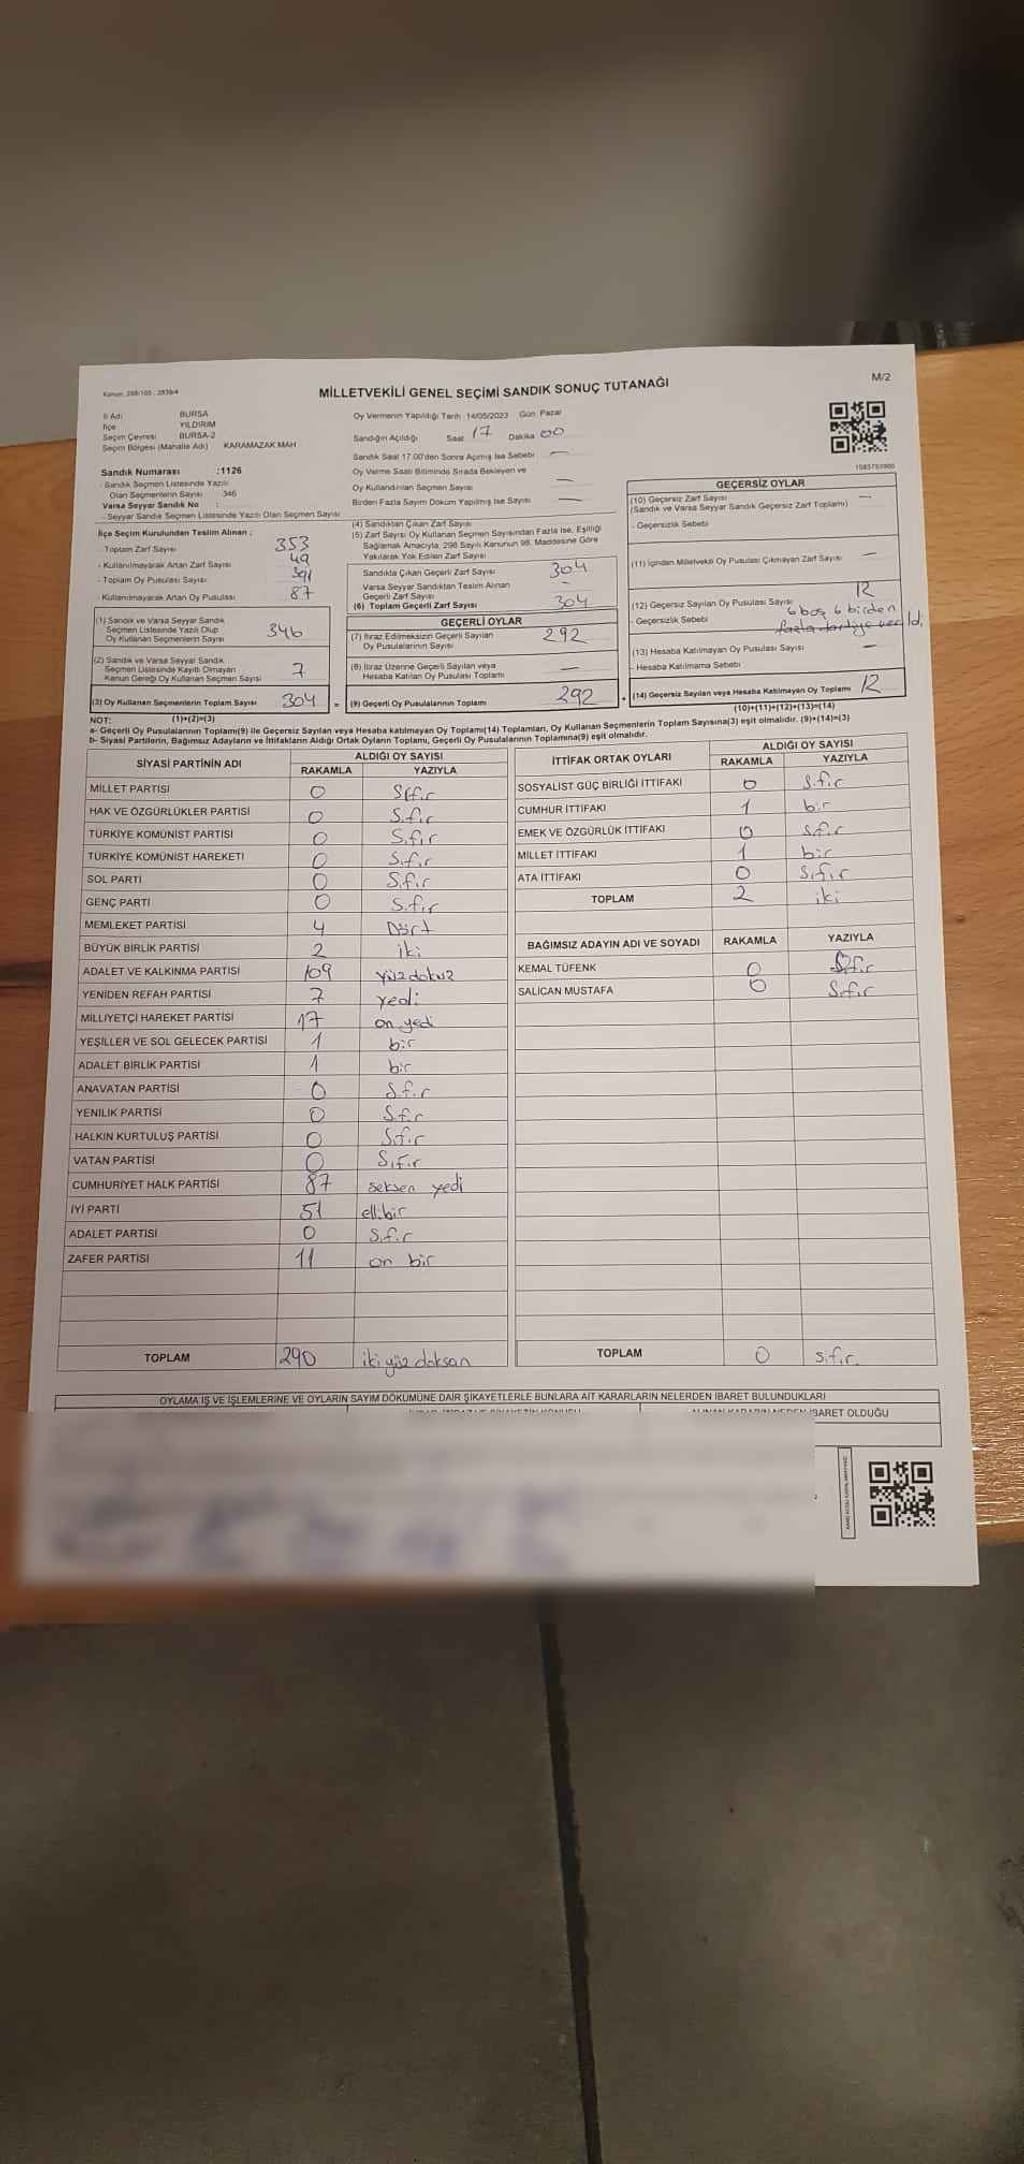 Kanun: 298/105 - 2839/4
MİLLETVEKİLİ GENEL SEÇİMİ SANDIK SONUÇ TUTANAĞI
M/2
İl Adı BURSA
İlçe YILDIRIM
Seçim Çevresi BURSA-2
Seçim Bölgesi (Mahalle Adı) KARAMAZAK MAH
Sandık Numarası :1126
- Sandık Seçmen Listesinde Yazılı
Olan Seçmenlerin Sayısı 346
Varsa Seyyar Sandık No :
- Seyyar Sandık Seçmen Listesinde Yazılı Olan Seçmen Sayısı
Oy Vermenin Yapıldığı Tarih :14/05/2023 Gün: Pazar
Sandığın Açıldığı Saat 17 Dakika 00
Sandık Saat 17.00'den Sonra Açılmış İse Sebebi —
Oy Verme Saati Bitiminde Sırada Bekleyen ve
Oy Kullandırılan Seçmen Sayısı —
Birden Fazla Sayım Döküm Yapılmış İse Sayısı —
İlçe Seçim Kurulundan Teslim Alınan :
- Toplam Zarf Sayısı 353
- Kullanılmayarak Artan Zarf Sayısı 49
- Toplam Oy Pusulası Sayısı 391
- Kullanılmayarak Artan Oy Pusulası 87
(1) Sandık ve Varsa Seyyar Sandık
Seçmen Listesinde Yazılı Olup
Oy Kullanan Seçmenlerin Sayısı 346
(2) Sandık ve Varsa Seyyar Sandık
Seçmen Listesinde Kayıtlı Olmayan
Kanun Gereği Oy Kullanan Seçmen Sayısı 7
(3) Oy Kullanan Seçmenlerin Toplam Sayısı 304
(1)+(2)=(3)
(4) Sandıktan Çıkan Zarf Sayısı
(5) Zarf Sayısı Oy Kullanan Seçmen Sayısından Fazla İse, Eşitliği
Sağlamak Amacıyla, 298 Sayılı Kanunun 98. Maddesine Göre
Yakılarak Yok Edilen Zarf Sayısı
Sandıkta Çıkan Geçerli Zarf Sayısı 304
Varsa Seyyar Sandıktan Teslim Alınan
Geçerli Zarf Sayısı -
(6) Toplam Geçerli Zarf Sayısı 304
GEÇERLİ OYLAR
(7) İtiraz Edilmeksizin Geçerli Sayılan
Oy Pusulalarının Sayısı 292
(8) İtiraz Üzerine Geçerli Sayılan veya
Hesaba Katılan Oy Pusulası Toplamı —
= (9) Geçerli Oy Pusulalarının Toplamı 292
GEÇERSİZ OYLAR
(10) Geçersiz Zarf Sayısı —
(Sandık ve Varsa Seyyar Sandık Geçersiz Zarf Toplamı)
- Geçersizlik Sebebi
(11) İçinden Milletvekili Oy Pusulası Çıkmayan Zarf Sayısı —
(12) Geçersiz Sayılan Oy Pusulası Sayısı 12
- Geçersizlik Sebebi 6 boş 6 birden
fazla partiye verildi
(13) Hesaba Katılmayan Oy Pusulası Sayısı —
- Hesaba Katılmama Sebebi
+ (14) Geçersiz Sayılan veya Hesaba Katılmayan Oy Toplamı 12
(10)+(11)+(12)+(13)=(14)
NOT:
a- Geçerli Oy Pusulalarının Toplamı(9) ile Geçersiz Sayılan veya Hesaba katılmayan Oy Toplamı(14) Toplamları, Oy Kullanan Seçmenlerin Toplam Sayısına(3) eşit olmalıdır. (9)+(14)=(3)
b- Siyasi Partilerin, Bağımsız Adayların ve İttifakların Aldığı Ortak Oyların Toplamı, Geçerli Oy Pusulalarının Toplamına(9) eşit olmalıdır.
SİYASİ PARTİNİN ADI ALDIĞI OY SAYISI
RAKAMLA YAZIYLA
MİLLET PARTİSİ 0 Sıfır
HAK VE ÖZGÜRLÜKLER PARTİSİ 0 Sıfır
TÜRKİYE KOMÜNİST PARTİSİ 0 Sıfır
TÜRKİYE KOMÜNİST HAREKETİ 0 Sıfır
SOL PARTİ 0 Sıfır
GENÇ PARTİ 0 Sıfır
MEMLEKET PARTİSİ 4 Dört
BÜYÜK BİRLİK PARTİSİ 2 iki
ADALET VE KALKINMA PARTİSİ 109 yüzdokuz
YENİDEN REFAH PARTİSİ 7 yedi
MİLLİYETÇİ HAREKET PARTİSİ 17 on yedi
YEŞİLLER VE SOL GELECEK PARTİSİ 1 bir
ADALET BİRLİK PARTİSİ 1 bir
ANAVATAN PARTİSİ 0 Sıfır
YENİLİK PARTİSİ 0 Sıfır
HALKIN KURTULUŞ PARTİSİ 0 Sıfır
VATAN PARTİSİ 0 Sıfır
CUMHURİYET HALK PARTİSİ 87 seksen yedi
İYİ PARTİ 51 ellibir
ADALET PARTİSİ 0 Sıfır
ZAFER PARTİSİ 11 on bir
TOPLAM 290 ikiyüz doksan
İTTİFAK ORTAK OYLARI ALDIĞI OY SAYISI
RAKAMLA YAZIYLA
SOSYALİST GÜÇ BİRLİĞİ İTTİFAKI 0 Sıfır
CUMHUR İTTİFAKI 1 bir
EMEK VE ÖZGÜRLÜK İTTİFAKI 0 Sıfır
MİLLET İTTİFAKI 1 bir
ATA İTTİFAKI 0 Sıfır
TOPLAM 2 iki
BAĞIMSIZ ADAYIN ADI VE SOYADI RAKAMLA YAZIYLA
KEMAL TÜFENK 0 Sıfır
SALİCAN MUSTAFA 0 Sıfır
TOPLAM 0 Sıfır
OYLAMA İŞ VE İŞLEMLERİNE VE OYLARIN SAYIM DÖKÜMÜNE DAİR ŞİKAYETLERLE BUNLARA AİT KARARLARIN NELERDEN İBARET BULUNDUKLARI
İBARET OLDUĞU